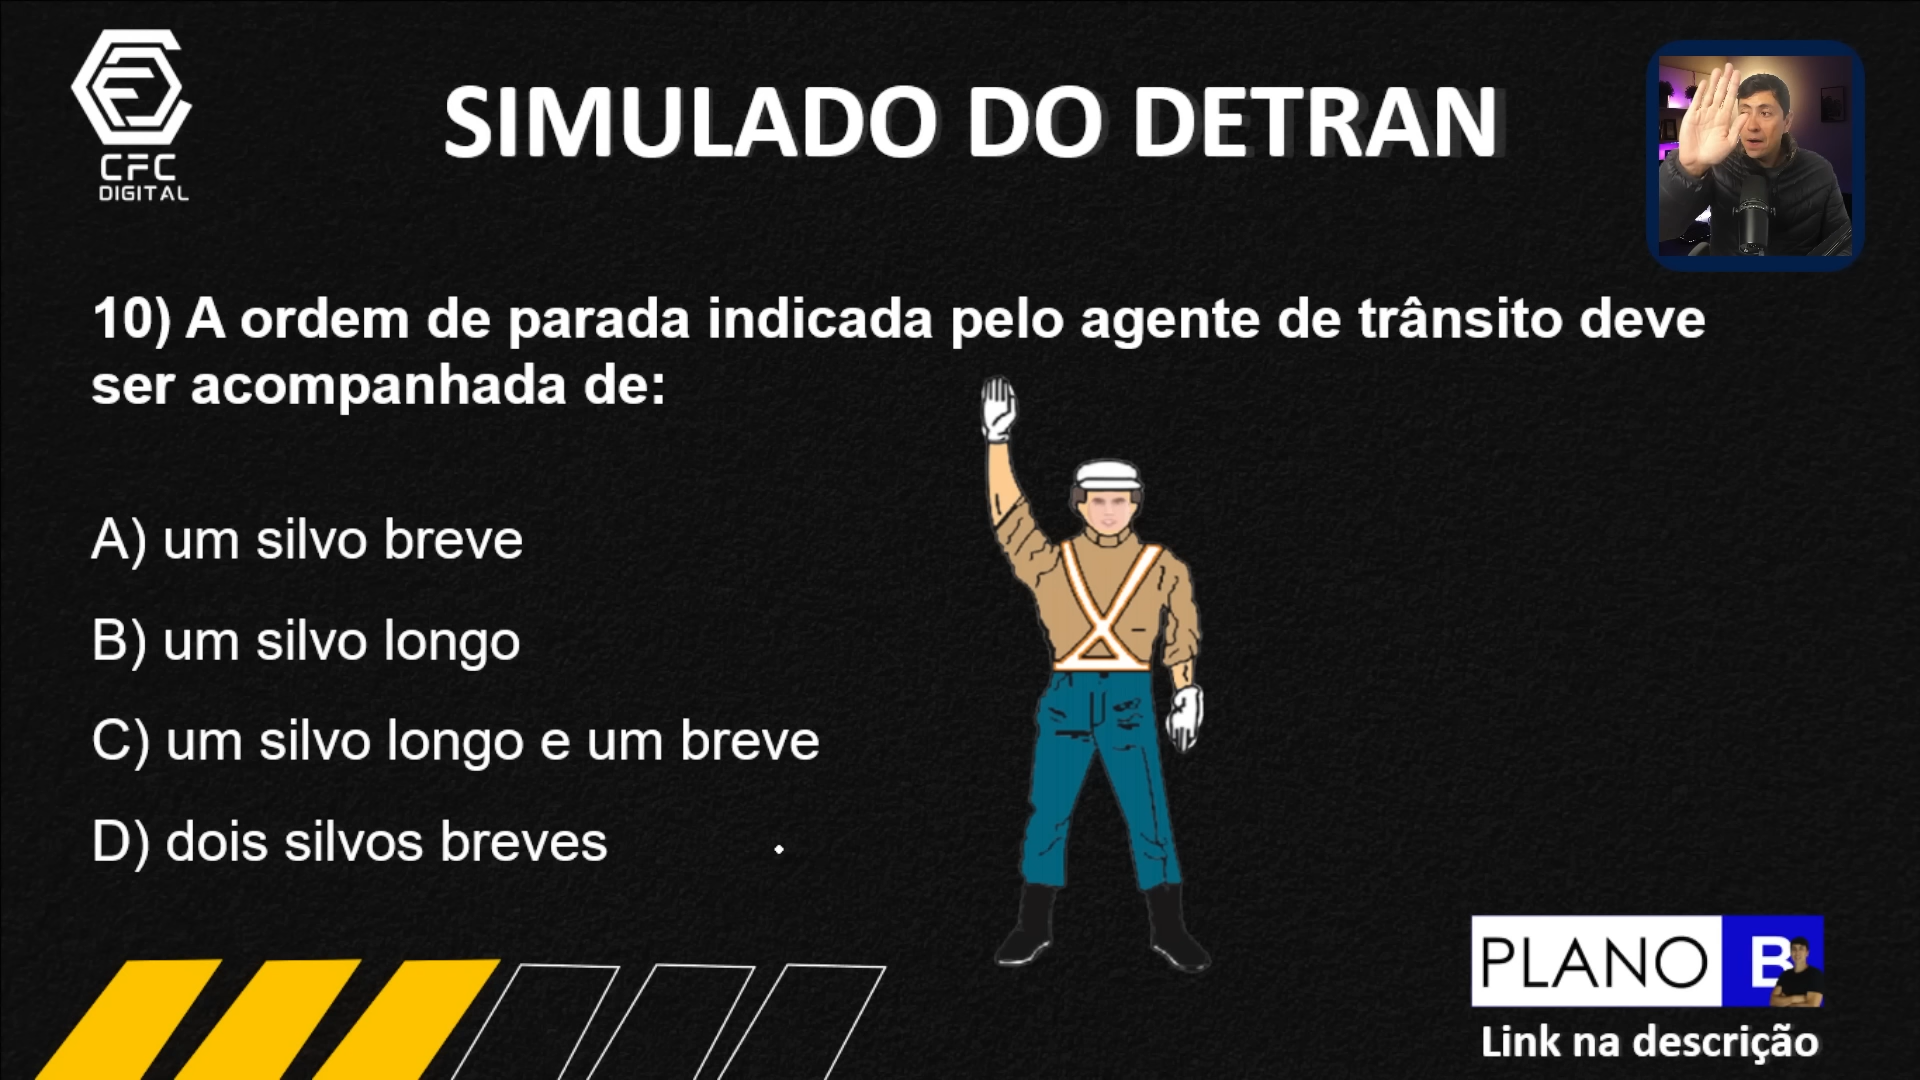 CFC
DIGITAL
SIMULADO DO DETRAN
10) A ordem de parada indicada pelo agente de trânsito deve
ser acompanhada de:
A) um silvo breve
B) um silvo longo
C) um silvo longo e um breve
D) dois silvos breves
PLANO B
Link na descrição